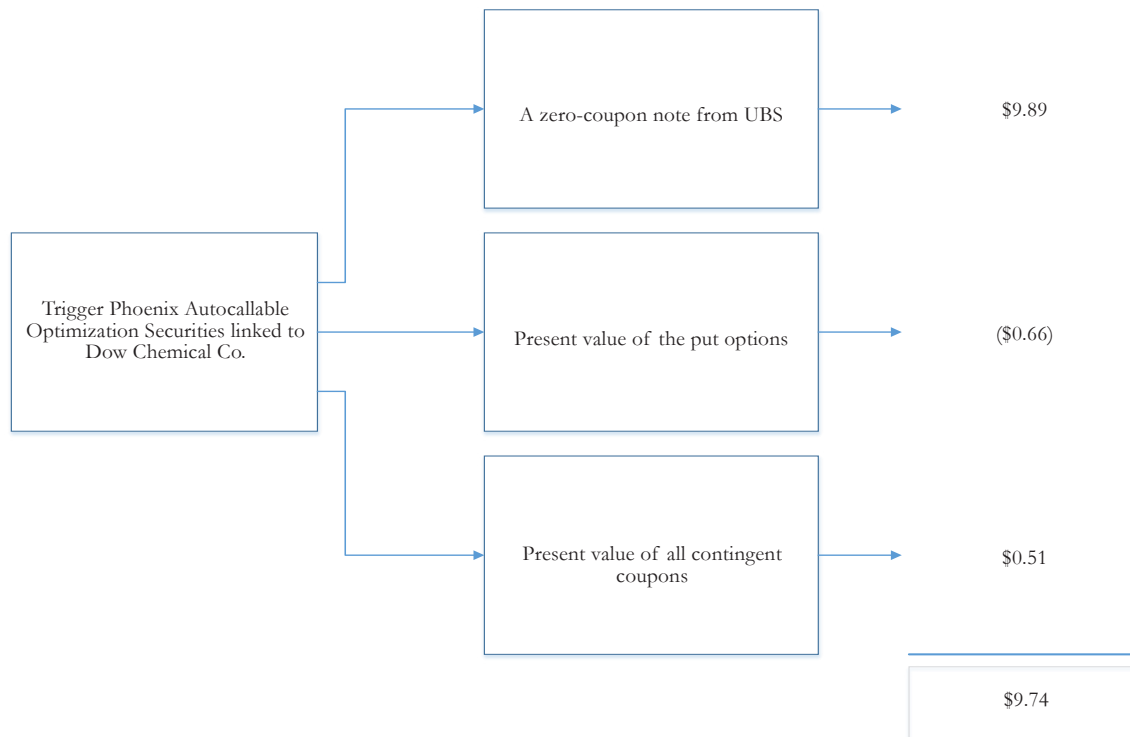 A zero-coupon note from UBS
$9.89
Trigger Phoenix Autocallable
Optimization Securities linked to
Dow Chemical Co.
Present value of the put options
($0.66)
Present value of all contingent
coupons
$0.51
$9.74